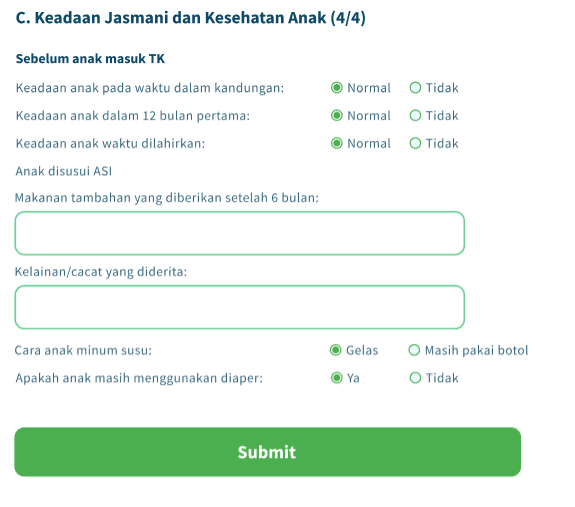 C. Keadaan Jasmani dan Kesehatan Anak (4/4)
Sebelum anak masuk TK
Keadaan anak pada waktu dalam kandungan: Normal Tidak
Keadaan anak dalam 12 bulan pertama: Normal Tidak
Keadaan anak waktu dilahirkan: Normal Tidak
Anak disusui ASI
Makanan tambahan yang diberikan setelah 6 bulan:
Kelainan/cacat yang diderita:
Cara anak minum susu: Gelas Masih pakai botol
Apakah anak masih menggunakan diaper: Ya Tidak
Submit